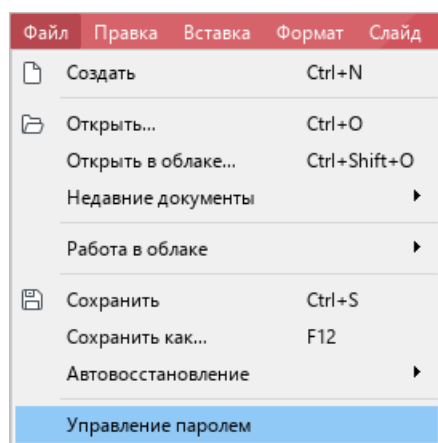 Файл Правка Вставка Формат Слайд
Создать Ctrl+N
Открыть... Ctrl+O
Открыть в облаке... Ctrl+Shift+O
Недавние документы
Работа в облаке
Сохранить Ctrl+S
Сохранить как... F12
Автовосстановление
Управление паролем